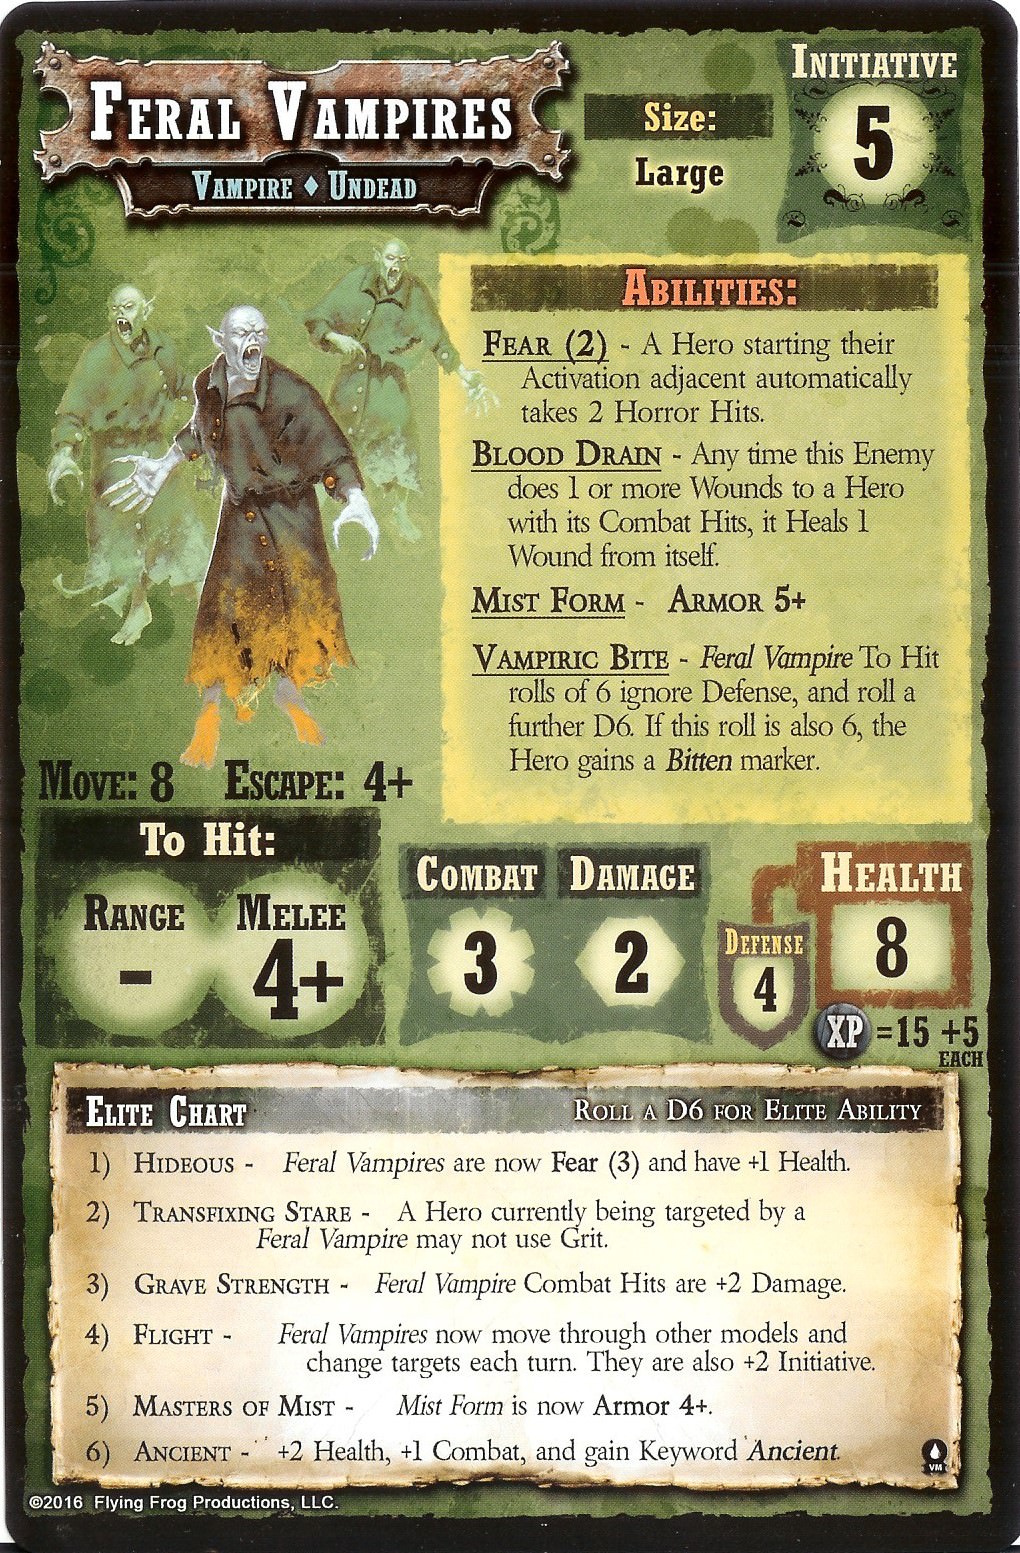 Feral Vampires
Vampire ♦ Undead
Size:
Large
Initiative
5
Abilities:
Fear (2) - A Hero starting their
Activation adjacent automatically
takes 2 Horror Hits.
Blood Drain - Any time this Enemy
does 1 or more Wounds to a Hero
with its Combat Hits, it Heals 1
Wound from itself.
Mist Form - Armor 5+
Vampiric Bite - Feral Vampire To Hit
rolls of 6 ignore Defense, and roll a
further D6. If this roll is also 6, the
Hero gains a Bitten marker.
Move: 8 Escape: 4+
To Hit:
Range
-
Melee
4+
Combat
3
Damage
2
Defense
4
Health
8
XP =15 +5
EACH
Elite Chart Roll a D6 for Elite Ability
1) Hideous - Feral Vampires are now Fear (3) and have +1 Health.
2) Transfixing Stare - A Hero currently being targeted by a
Feral Vampire may not use Grit.
3) Grave Strength - Feral Vampire Combat Hits are +2 Damage.
4) Flight - Feral Vampires now move through other models and
change targets each turn. They are also +2 Initiative.
5) Masters of Mist - Mist Form is now Armor 4+.
6) Ancient - +2 Health, +1 Combat, and gain Keyword Ancient.
VM
©2016 Flying Frog Productions, LLC.